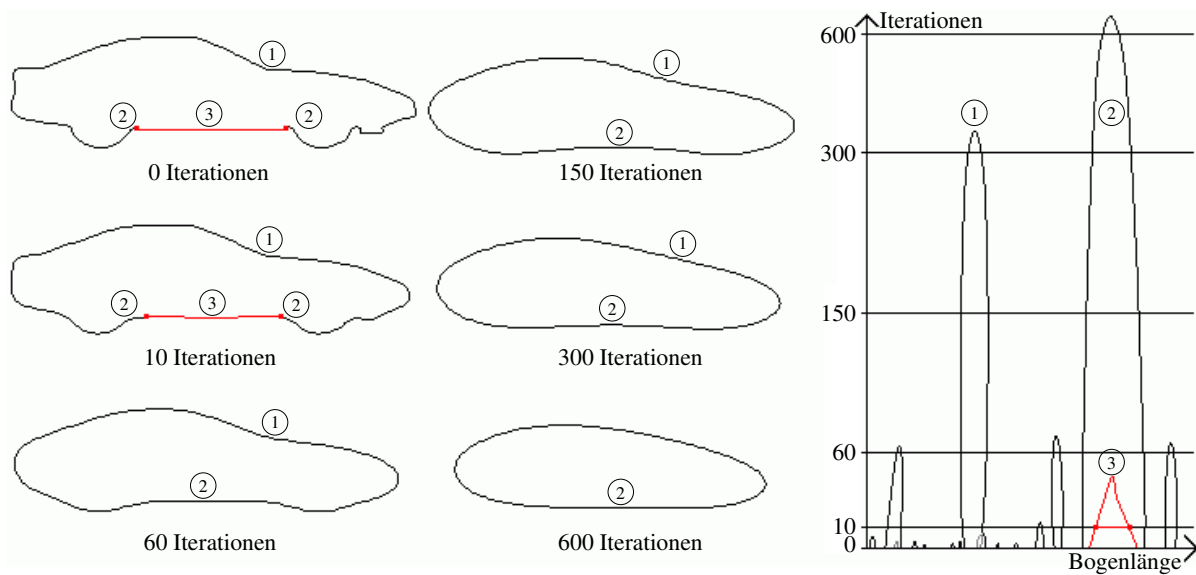 1
2 3 2
0 Iterationen
1
2 3 2
10 Iterationen
1
2
60 Iterationen
1
2
150 Iterationen
1
2
300 Iterationen
2
600 Iterationen
Iterationen
600
1 2
300
150
60
3
10
0
Bogenlänge